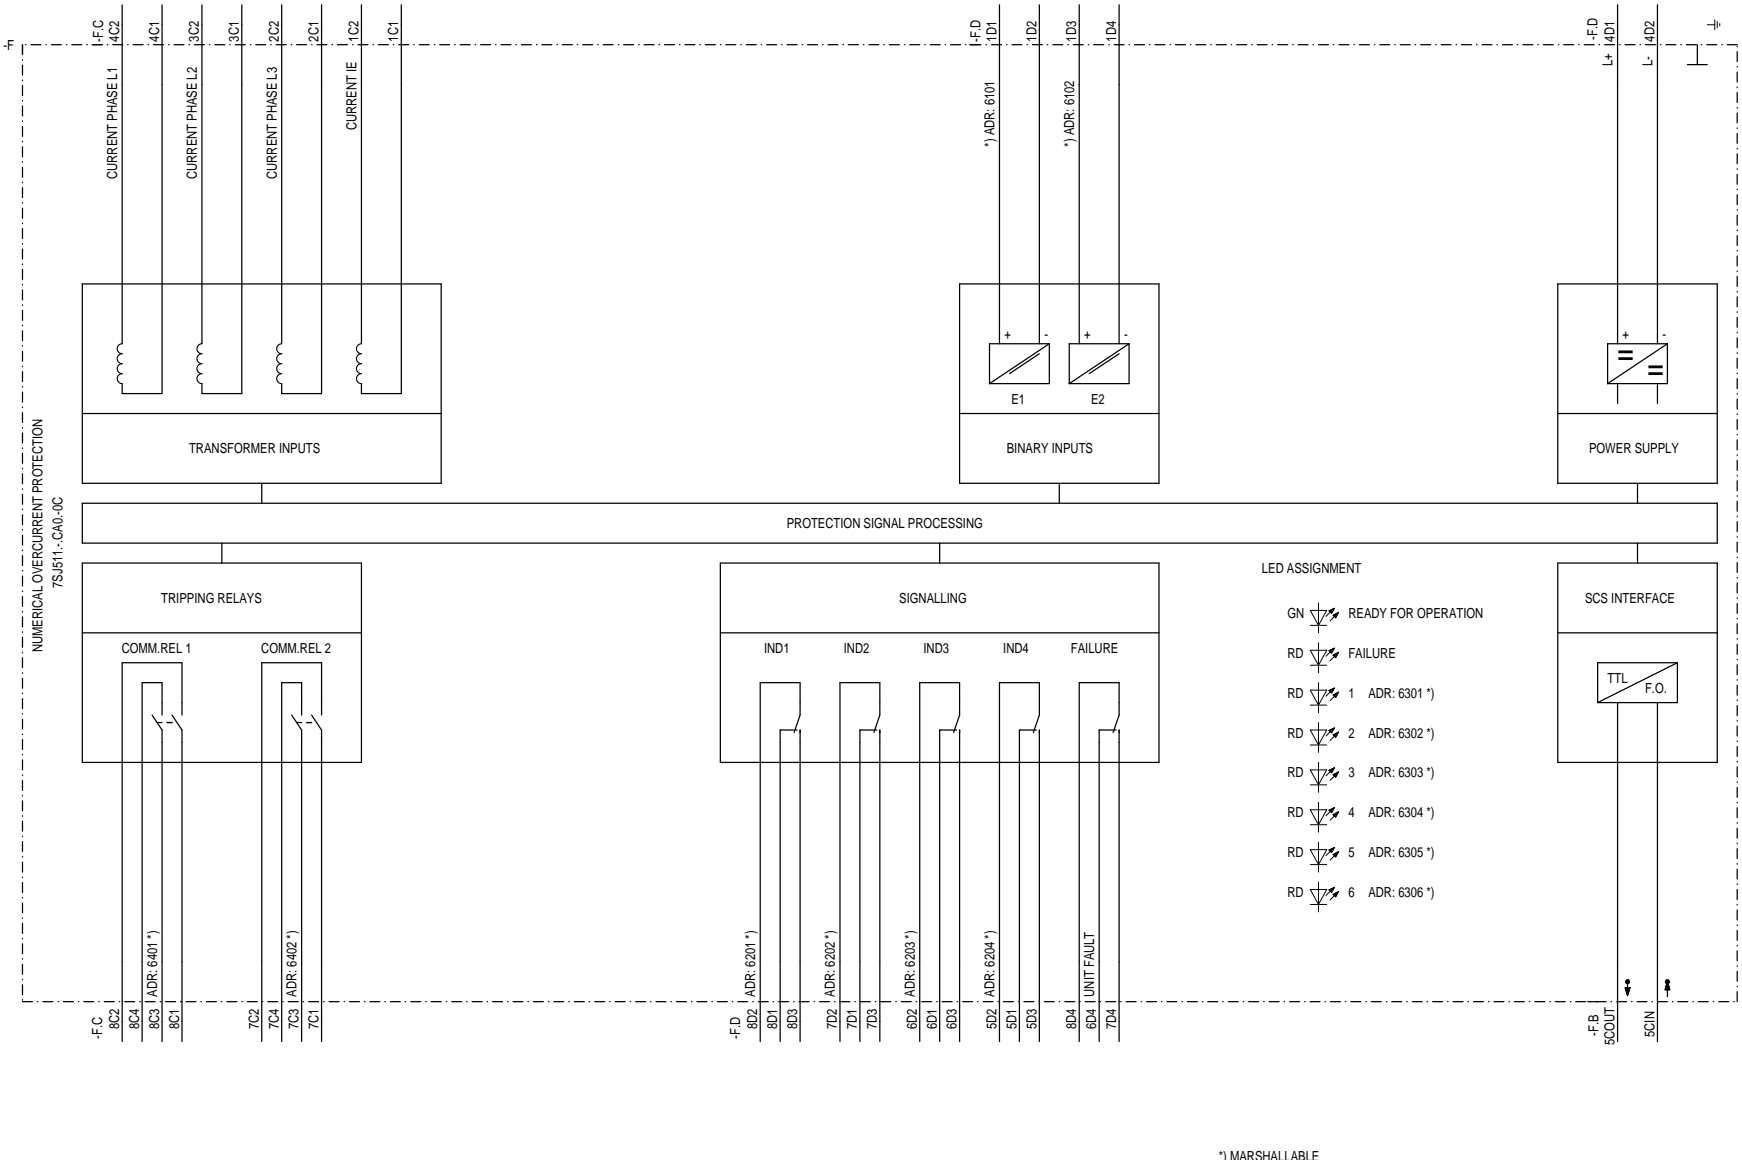 -F
-F.C
4C2
4C1
3C2
3C1
2C2
2C1
1C2
1C1
-F.D
1D1
1D2
1D3
1D4
-F.D
4D1
4D2
L+
L-
CURRENT PHASE L1
CURRENT PHASE L2
CURRENT PHASE L3
CURRENT IE
*) ADR: 6101
*) ADR: 6102
+ -
+ -
+ -
E1
E2
TRANSFORMER INPUTS
BINARY INPUTS
POWER SUPPLY
NUMERICAL OVERCURRENT PROTECTION
7SJ511.-.CA0.-0C
PROTECTION SIGNAL PROCESSING
TRIPPING RELAYS
COMM.REL 1
COMM.REL 2
SIGNALLING
IND1
IND2
IND3
IND4
FAILURE
LED ASSIGNMENT
GN READY FOR OPERATION
RD FAILURE
RD 1 ADR: 6301 *)
RD 2 ADR: 6302 *)
RD 3 ADR: 6303 *)
RD 4 ADR: 6304 *)
RD 5 ADR: 6305 *)
RD 6 ADR: 6306 *)
SCS INTERFACE
TTL
F.O.
ADR: 6401 *)
ADR: 6402 *)
ADR: 6201 *)
ADR: 6202 *)
ADR: 6203 *)
ADR: 6204 *)
UNIT FAULT
-F.C
8C2
8C4
8C3
8C1
7C2
7C4
7C3
7C1
-F.D
8D2
8D1
8D3
7D2
7D1
7D3
6D2
6D1
6D3
5D2
5D1
5D3
8D4
6D4
7D4
-F.B
5COUT
5CIN
*) MARSHALLABLE